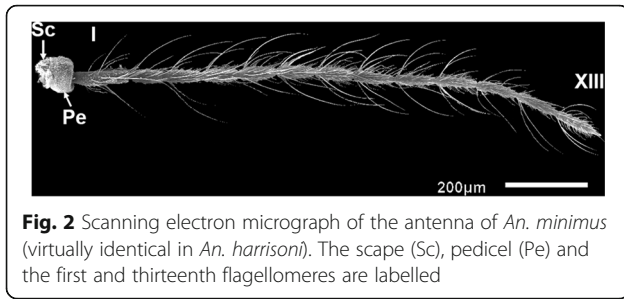 Sc
I
XIII
Pe
200µm
Fig. 2 Scanning electron micrograph of the antenna of An. minimus
(virtually identical in An. harrisoni). The scape (Sc), pedicel (Pe) and
the first and thirteenth flagellomeres are labelled